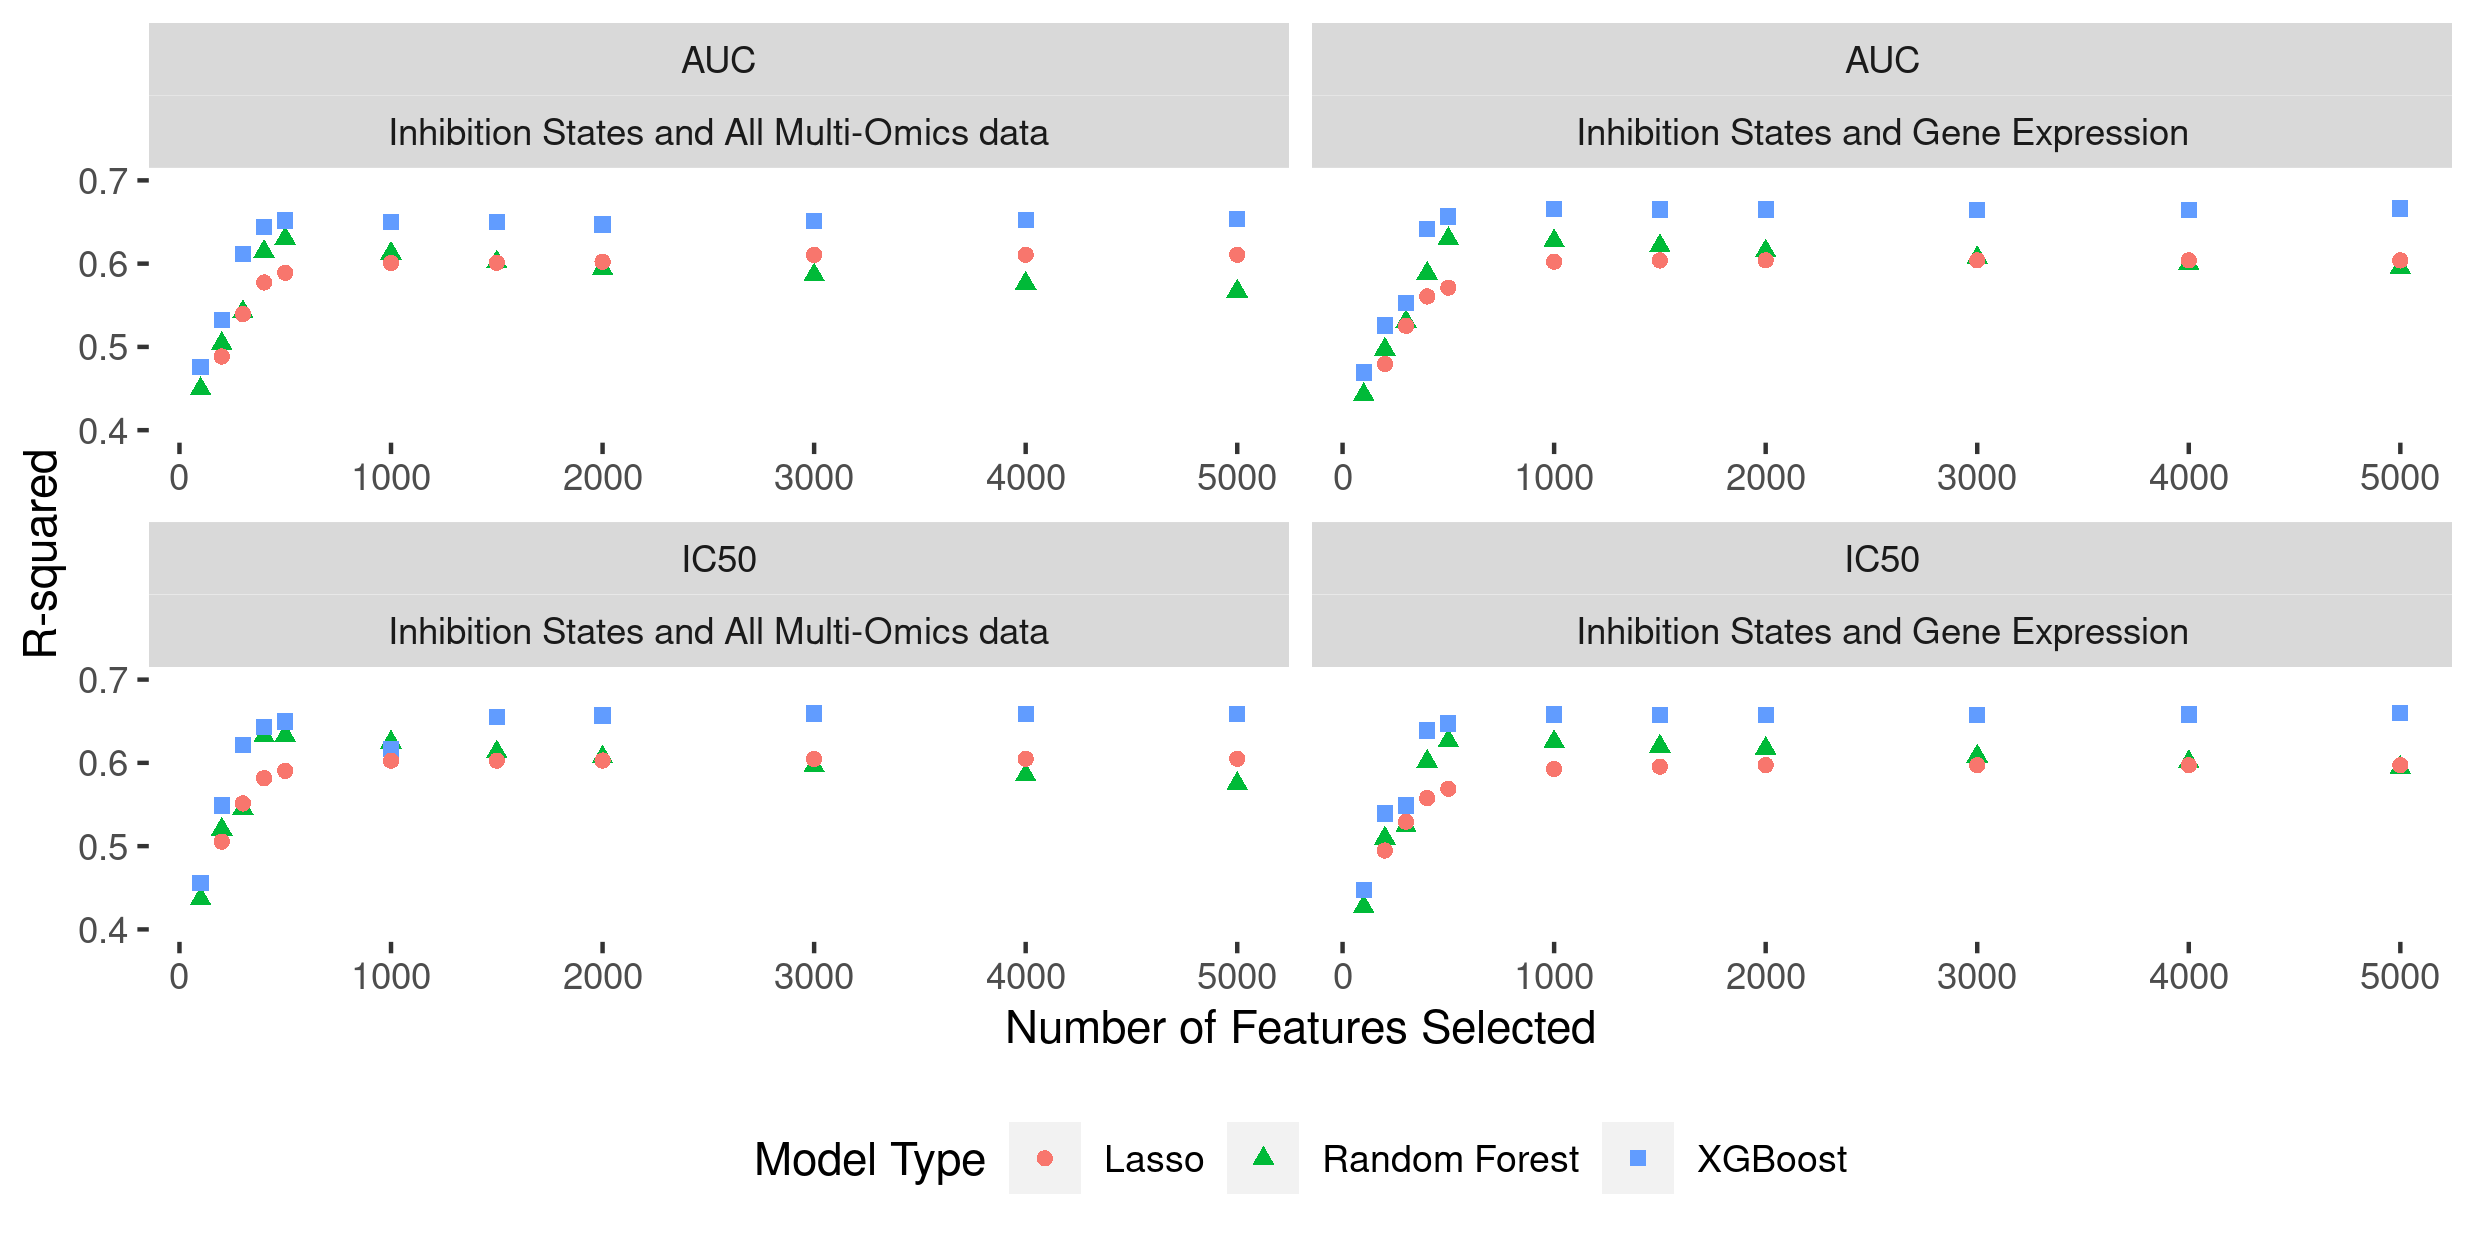 AUC
AUC
Inhibition States and All Multi-Omics data
Inhibition States and Gene Expression
0.7
0.6
0.5
0.4
0 1000 2000 3000 4000 5000
0 1000 2000 3000 4000 5000
R-squared
IC50
IC50
Inhibition States and All Multi-Omics data
Inhibition States and Gene Expression
0.7
0.6
0.5
0.4
0 1000 2000 3000 4000 5000
0 1000 2000 3000 4000 5000
Number of Features Selected
Model Type Lasso Random Forest XGBoost